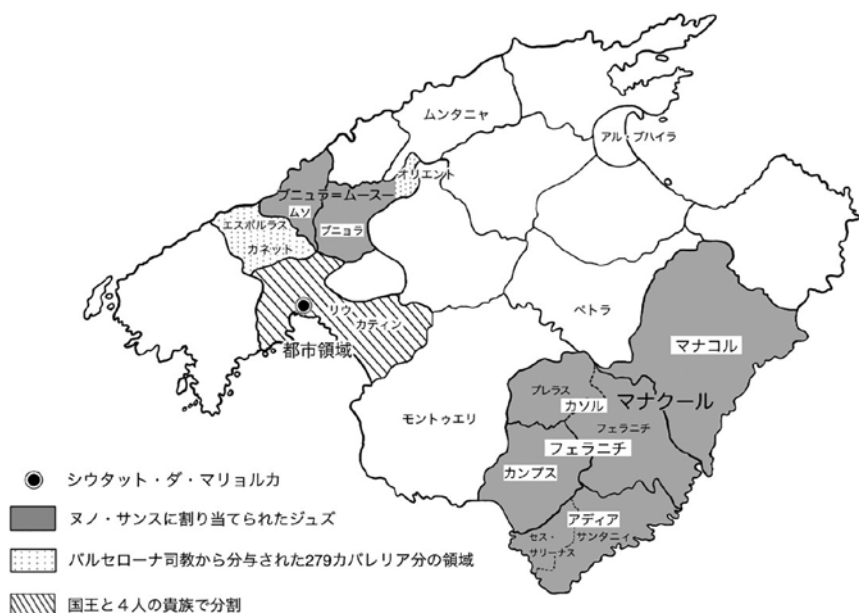 ムンタニャ
アル・ブハイラ
オリエント
ブニュラ=ムースー
ムソ
ブニョラ
エスポルラス
カネット
リウ
カティン
都市領域
ペトラ
マナコル
プレラス
カソル
マナクール
モントゥエリ
フェラニチ
フェラニチ
カンプス
アディア
セス・
サリーナス
サンタニィ
シウタット・ダ・マリョルカ
ヌノ・サンスに割り当てられたジュズ
バルセローナ司教から分与された279カバレリア分の領域
国王と4人の貴族で分割